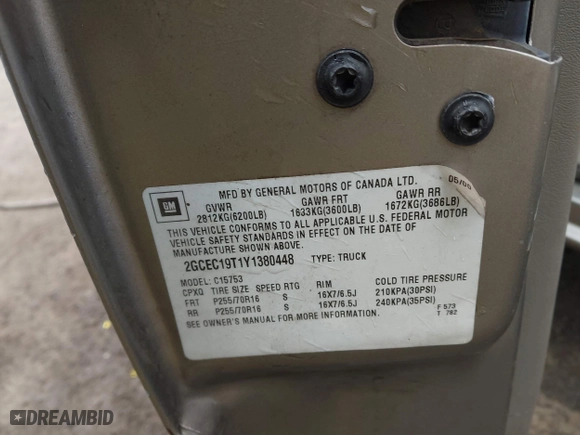 GM
MFD BY GENERAL MOTORS OF CANADA LTD. 05/00
GVWR GAWR FRT GAWR RR
2812KG(6200LB) 1633KG(3600LB) 1672KG(3686LB)
THIS VEHICLE CONFORMS TO ALL APPLICABLE U.S. FEDERAL MOTOR
VEHICLE SAFETY STANDARDS IN EFFECT ON THE DATE OF
MANUFACTURE SHOWN ABOVE.
2GCEC19T1Y1380448 TYPE: TRUCK
MODEL: C15753
CPXQ TIRE SIZE SPEED RTG RIM COLD TIRE PRESSURE
FRT P255/70R16 S 16X7/6.5J 210KPA(30PSI)
RR P255/70R16 S 16X7/6.5J 240KPA(35PSI)
SEE OWNER'S MANUAL FOR MORE INFORMATION.
F 573
T 782
DREAMBID